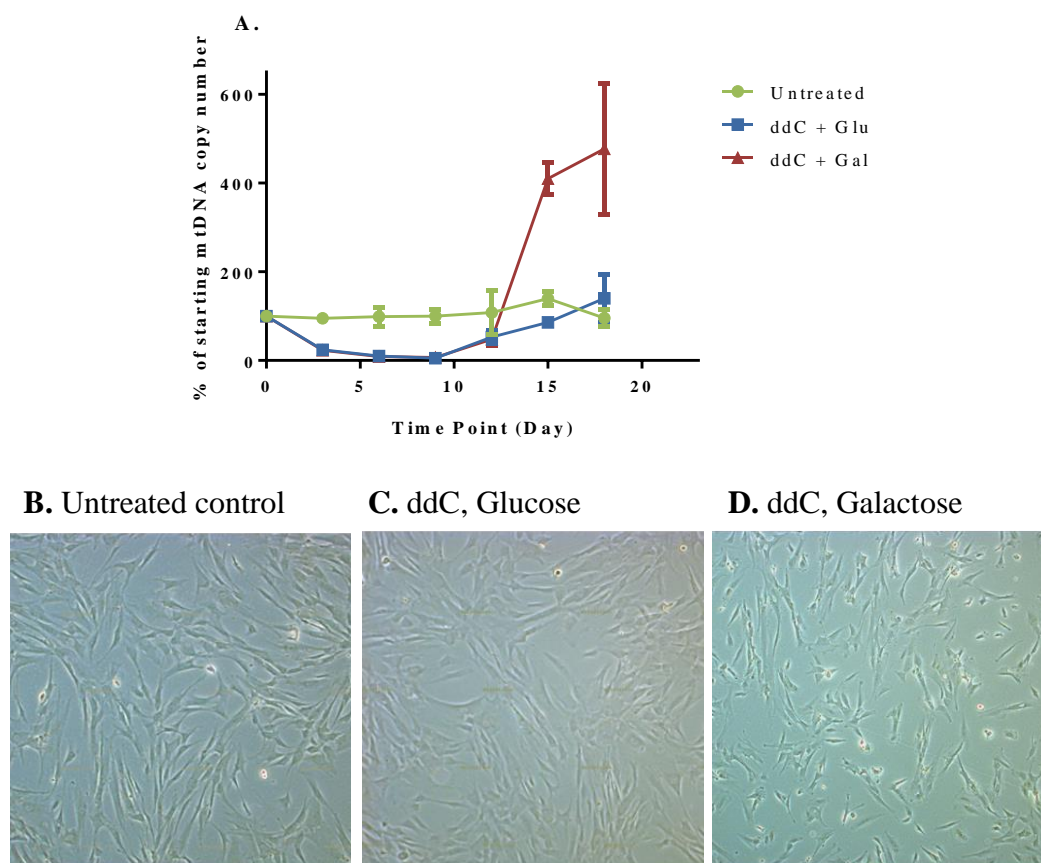 A.
% of starting mtDNA copy number
600
400
200
0
0 5 10 15 20
Time Point (Day)
Untreated
ddC + Glu
ddC + Gal
B. Untreated control
C. ddC, Glucose
D. ddC, Galactose